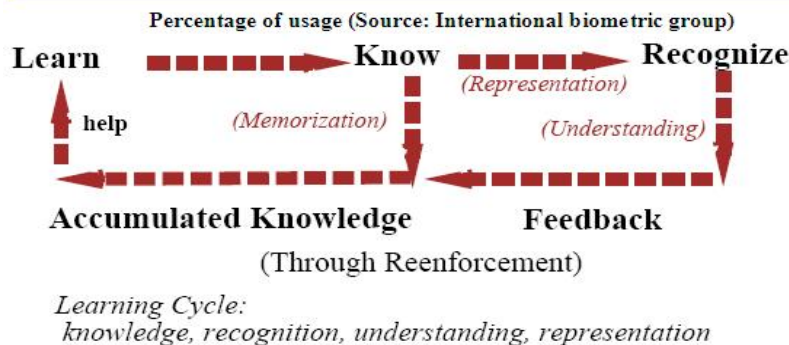 Percentage of usage (Source: International biometric group)
Learn Know Recognize
(Representation)
help (Memorization) (Understanding)
Accumulated Knowledge Feedback
(Through Reenforcement)
Learning Cycle:
knowledge, recognition, understanding, representation